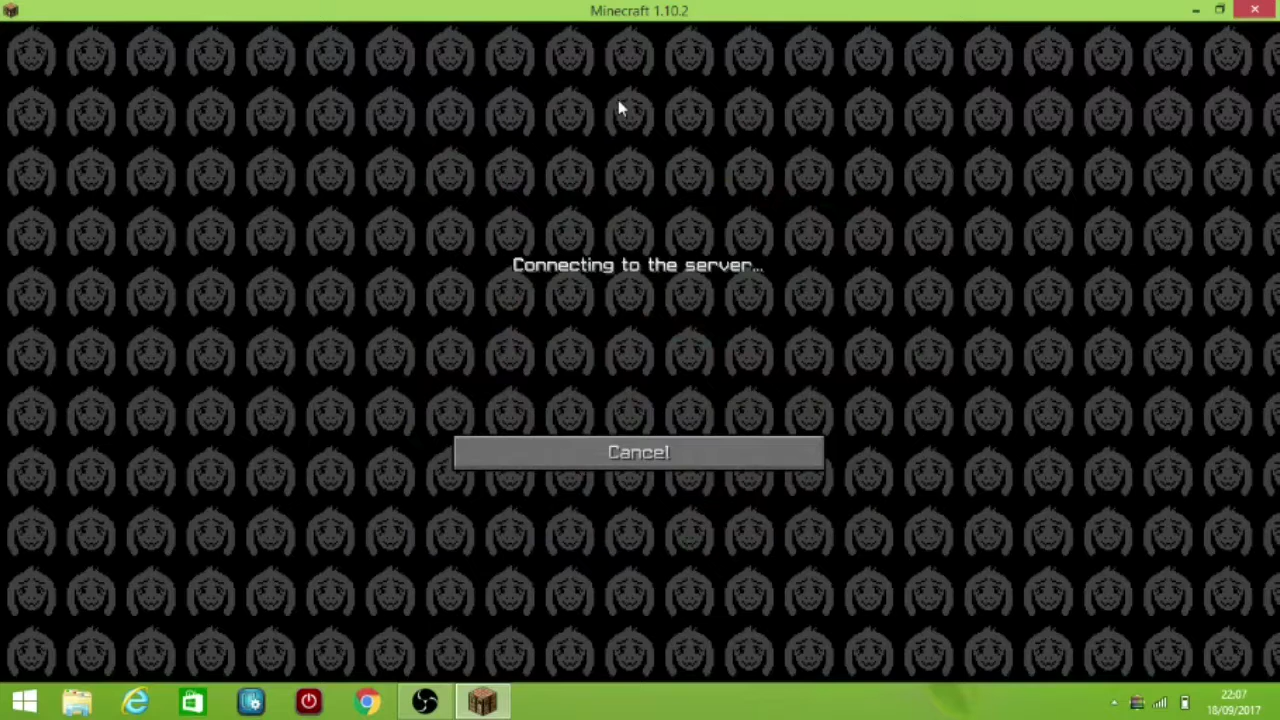 Minecraft 1.10.2
Connecting to the server...
Cancel
22:07
18/09/2017